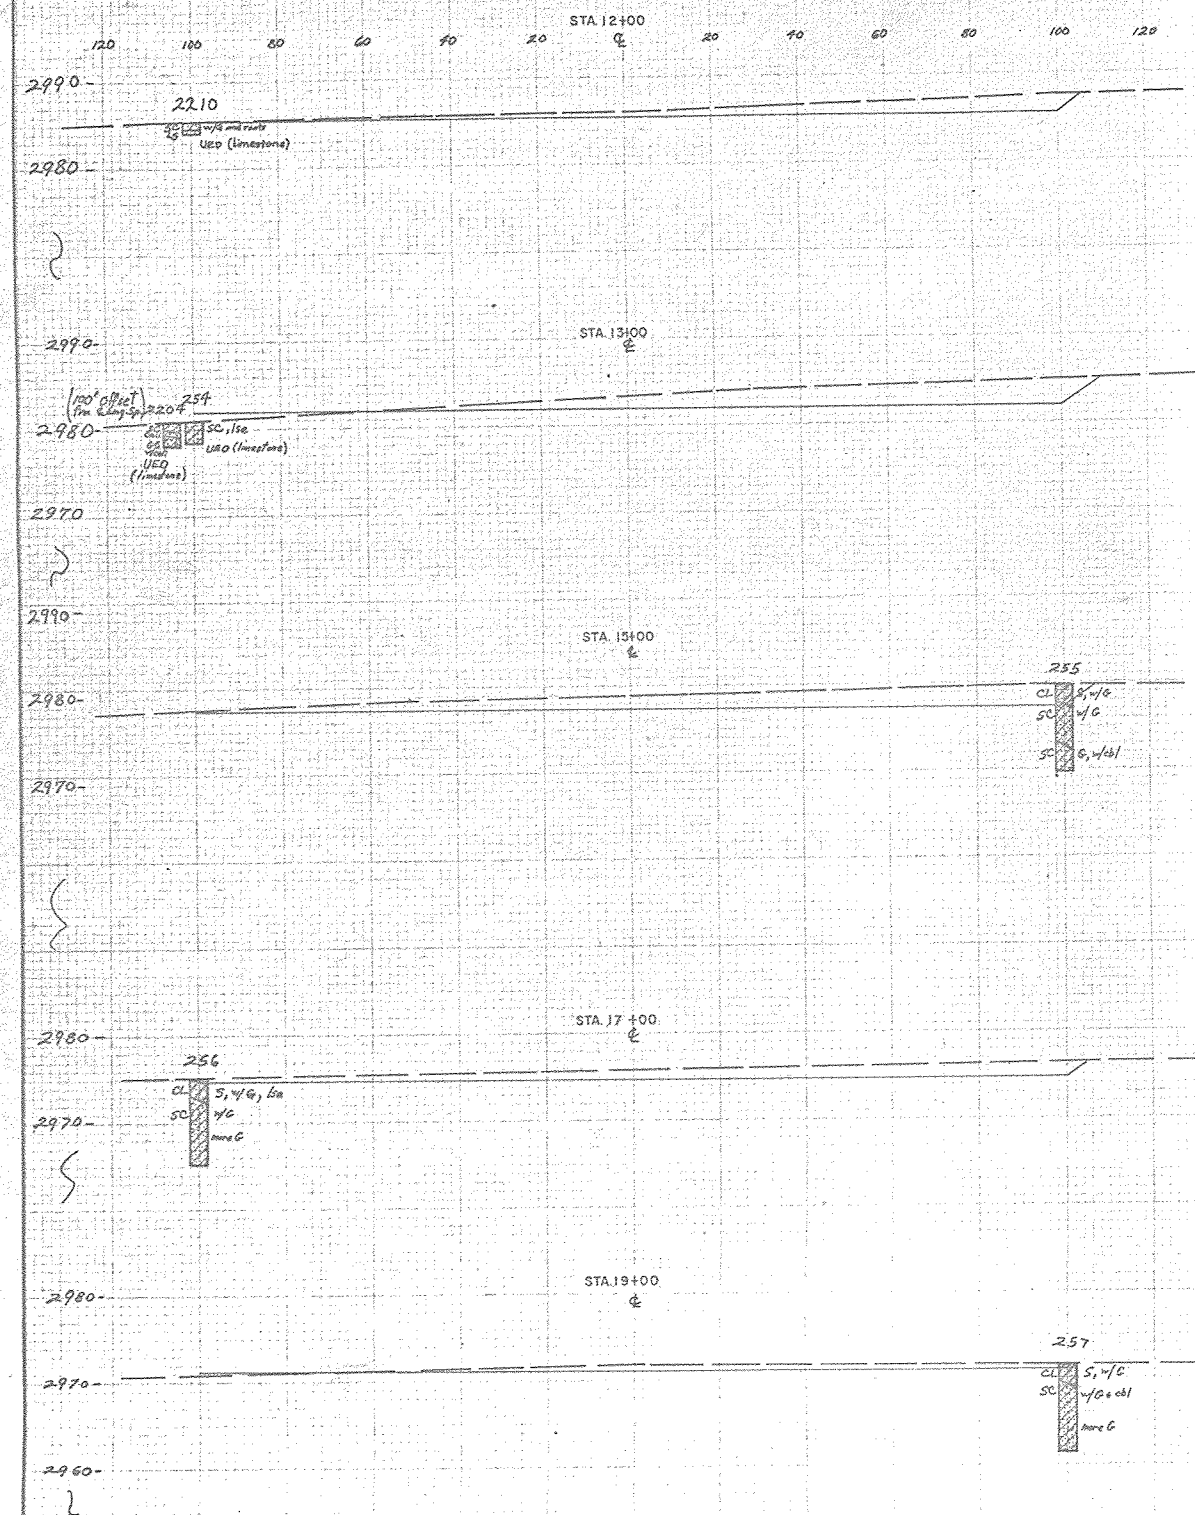 STA. 12+00
120 100 80 60 40 20 ℄ 20 40 60 80 100 120
2990-
2210
SC w/G and roots
LS
UED (limestone)
2980-
STA. 13+00
℄
2990-
(100' offset
2204 254
2980-
SC, lse
UED (limestone)
UED
(limestone)
2970
2990-
STA. 15+00
℄
255
2980-
CL S, w/G
SC w/G
SC G, w/cbl
2970-
STA. 17+00
℄
2980-
256
CL S, w/G, lse
SC w/G
2970-
more G
STA. 19+00
℄
2980-
257
2970-
CL S, w/G
SC w/G & cbl
more G
2960-